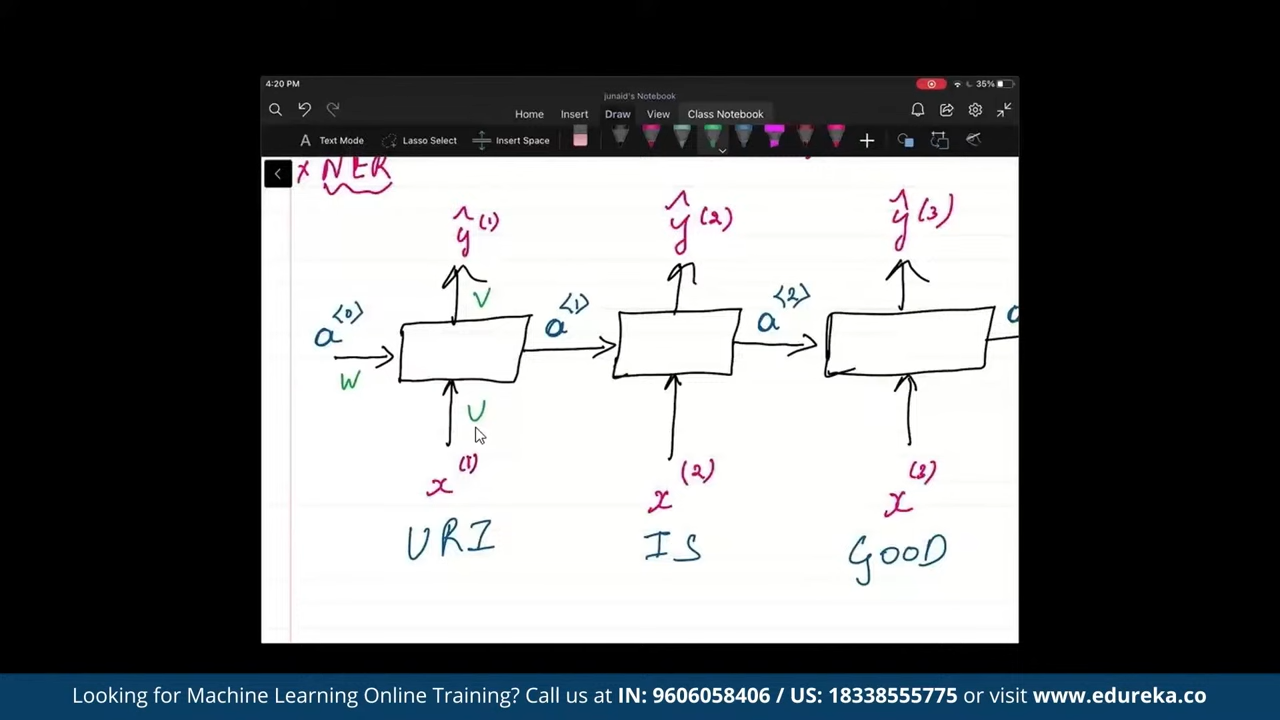 4:20 PM 35%
junaid's Notebook
Home Insert Draw View Class Notebook
A Text Mode Lasso Select Insert Space
x NER
ŷ(1) ŷ(2) ŷ(3)
V
a<0> a<1> a<2> a
W
U
x(1) x(2) x(3)
URI IS GOOD
Looking for Machine Learning Online Training? Call us at IN: 9606058406 / US: 18338555775 or visit www.edureka.co